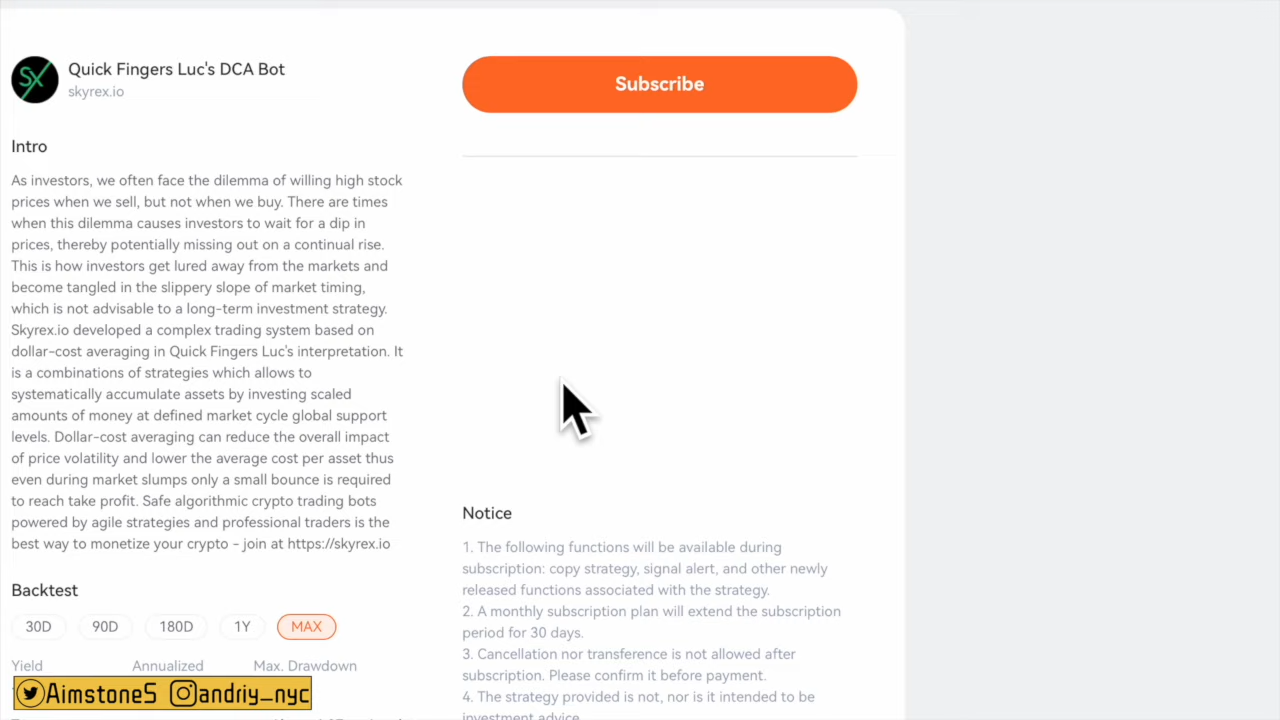 Quick Fingers Luc's DCA Bot
skyrex.io
Subscribe
Intro
As investors, we often face the dilemma of willing high stock
prices when we sell, but not when we buy. There are times
when this dilemma causes investors to wait for a dip in
prices, thereby potentially missing out on a continual rise.
This is how investors get lured away from the markets and
become tangled in the slippery slope of market timing,
which is not advisable to a long-term investment strategy.
Skyrex.io developed a complex trading system based on
dollar-cost averaging in Quick Fingers Luc's interpretation. It
is a combinations of strategies which allows to
systematically accumulate assets by investing scaled
amounts of money at defined market cycle global support
levels. Dollar-cost averaging can reduce the overall impact
of price volatility and lower the average cost per asset thus
even during market slumps only a small bounce is required
to reach take profit. Safe algorithmic crypto trading bots
powered by agile strategies and professional traders is the
best way to monetize your crypto - join at https://skyrex.io
Backtest
30D 90D 180D 1Y MAX
Yield Annualized Max. Drawdown
Aimstone5 andriy_nyc
Notice
1. The following functions will be available during
subscription: copy strategy, signal alert, and other newly
released functions associated with the strategy.
2. A monthly subscription plan will extend the subscription
period for 30 days.
3. Cancellation nor transference is not allowed after
subscription. Please confirm it before payment.
4. The strategy provided is not, nor is it intended to be
investment advice